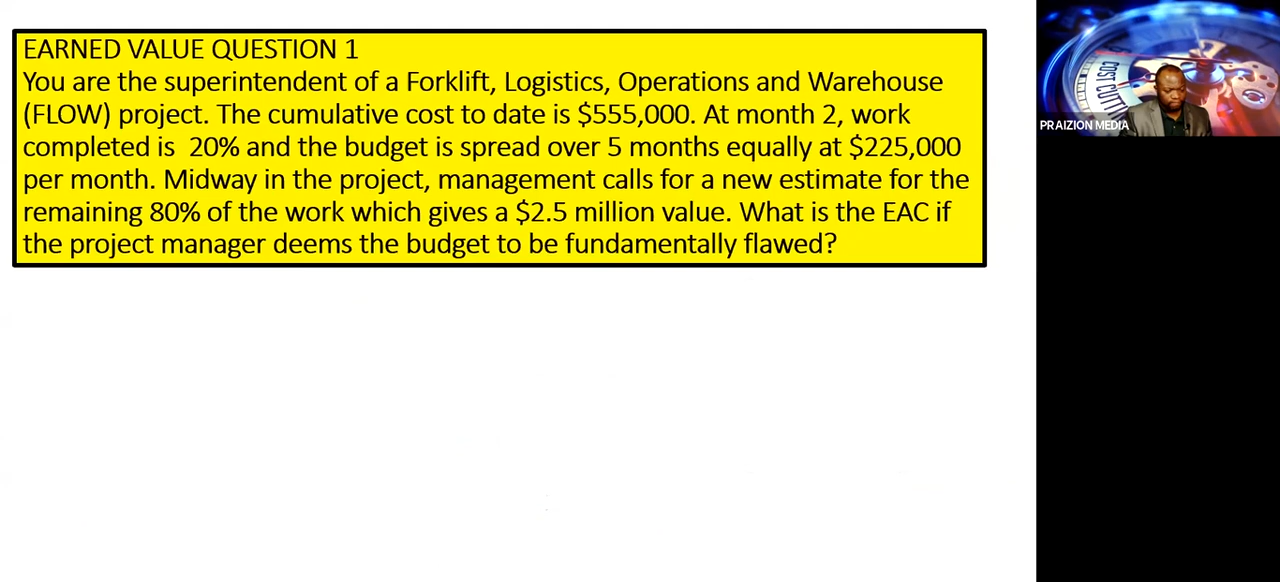 EARNED VALUE QUESTION 1
You are the superintendent of a Forklift, Logistics, Operations and Warehouse
(FLOW) project. The cumulative cost to date is $555,000. At month 2, work
completed is  20% and the budget is spread over 5 months equally at $225,000
per month. Midway in the project, management calls for a new estimate for the
remaining 80% of the work which gives a $2.5 million value. What is the EAC if
the project manager deems the budget to be fundamentally flawed?
COST CUTTING
PRAIZION MEDIA